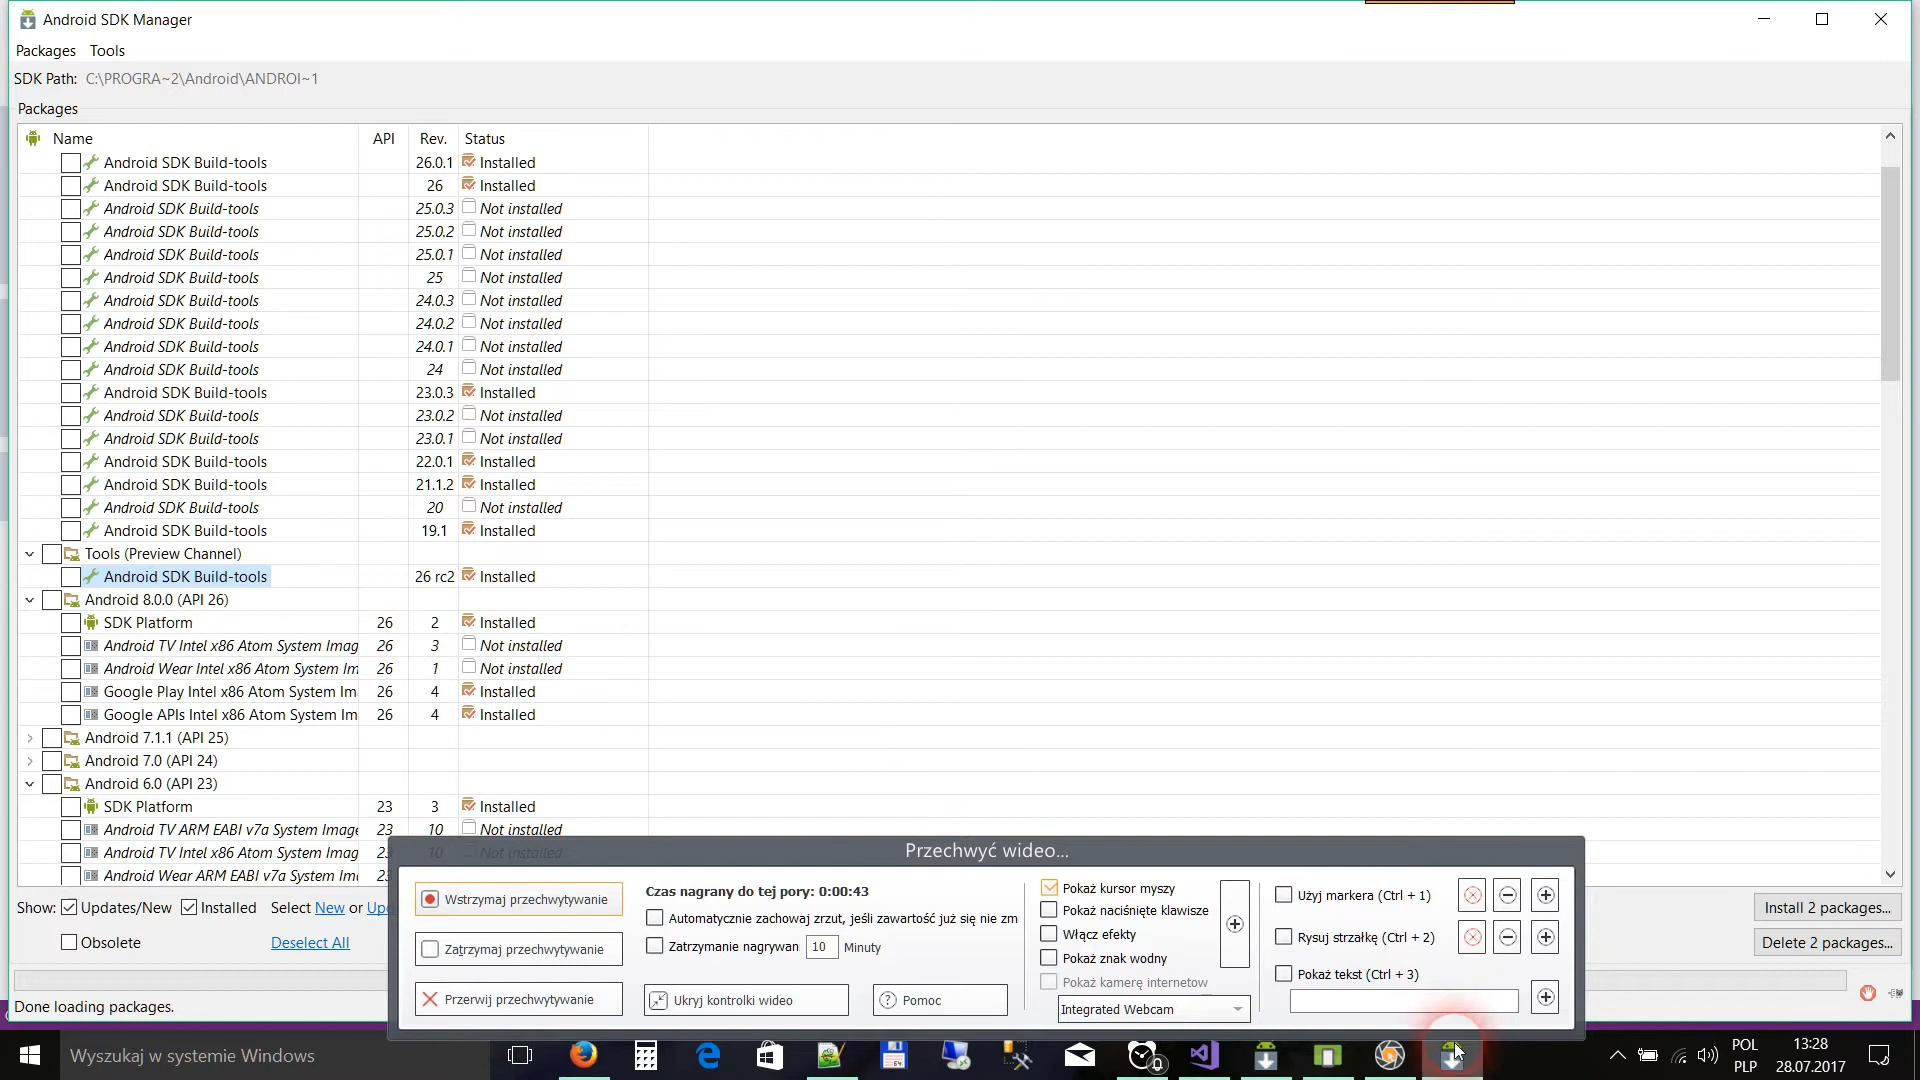 Android SDK Manager
Packages Tools
SDK Path: C:\PROGRA~2\Android\ANDROI~1
Packages
Name API Rev. Status
Android SDK Build-tools 26.0.1 Installed
Android SDK Build-tools 26 Installed
Android SDK Build-tools 25.0.3 Not installed
Android SDK Build-tools 25.0.2 Not installed
Android SDK Build-tools 25.0.1 Not installed
Android SDK Build-tools 25 Not installed
Android SDK Build-tools 24.0.3 Not installed
Android SDK Build-tools 24.0.2 Not installed
Android SDK Build-tools 24.0.1 Not installed
Android SDK Build-tools 24 Not installed
Android SDK Build-tools 23.0.3 Installed
Android SDK Build-tools 23.0.2 Not installed
Android SDK Build-tools 23.0.1 Not installed
Android SDK Build-tools 22.0.1 Installed
Android SDK Build-tools 21.1.2 Installed
Android SDK Build-tools 20 Not installed
Android SDK Build-tools 19.1 Installed
Tools (Preview Channel)
Android SDK Build-tools 26 rc2 Installed
Android 8.0.0 (API 26)
SDK Platform 26 2 Installed
Android TV Intel x86 Atom System Imag 26 3 Not installed
Android Wear Intel x86 Atom System Im 26 1 Not installed
Google Play Intel x86 Atom System Im 26 4 Installed
Google APIs Intel x86 Atom System Im 26 4 Installed
Android 7.1.1 (API 25)
Android 7.0 (API 24)
Android 6.0 (API 23)
SDK Platform 23 3 Installed
Android TV ARM EABI v7a System Image 23 10 Not installed
Android TV Intel x86 Atom System Imag 23 10 Not installed
Android Wear ARM EABI v7a System Imag 23
Show: Updates/New Installed Select New or Upd
Obsolete Deselect All
Install 2 packages...
Delete 2 packages...
Done loading packages.
Przechwyć wideo...
Wstrzymaj przechwytywanie
Zatrzymaj przechwytywanie
Przerwij przechwytywanie
Czas nagrany do tej pory: 0:00:43
Automatycznie zachowaj zrzut, jeśli zawartość już się nie zm
Zatrzymanie nagrywan 10 Minuty
Ukryj kontrolki wideo
Pomoc
Pokaż kursor myszy
Pokaż naciśnięte klawisze
Włącz efekty
Pokaż znak wodny
Pokaż kamerę internetow
Integrated Webcam
Użyj markera (Ctrl + 1)
Rysuj strzałkę (Ctrl + 2)
Pokaż tekst (Ctrl + 3)
Wyszukaj w systemie Windows
64
POL
PLP
13:28
28.07.2017